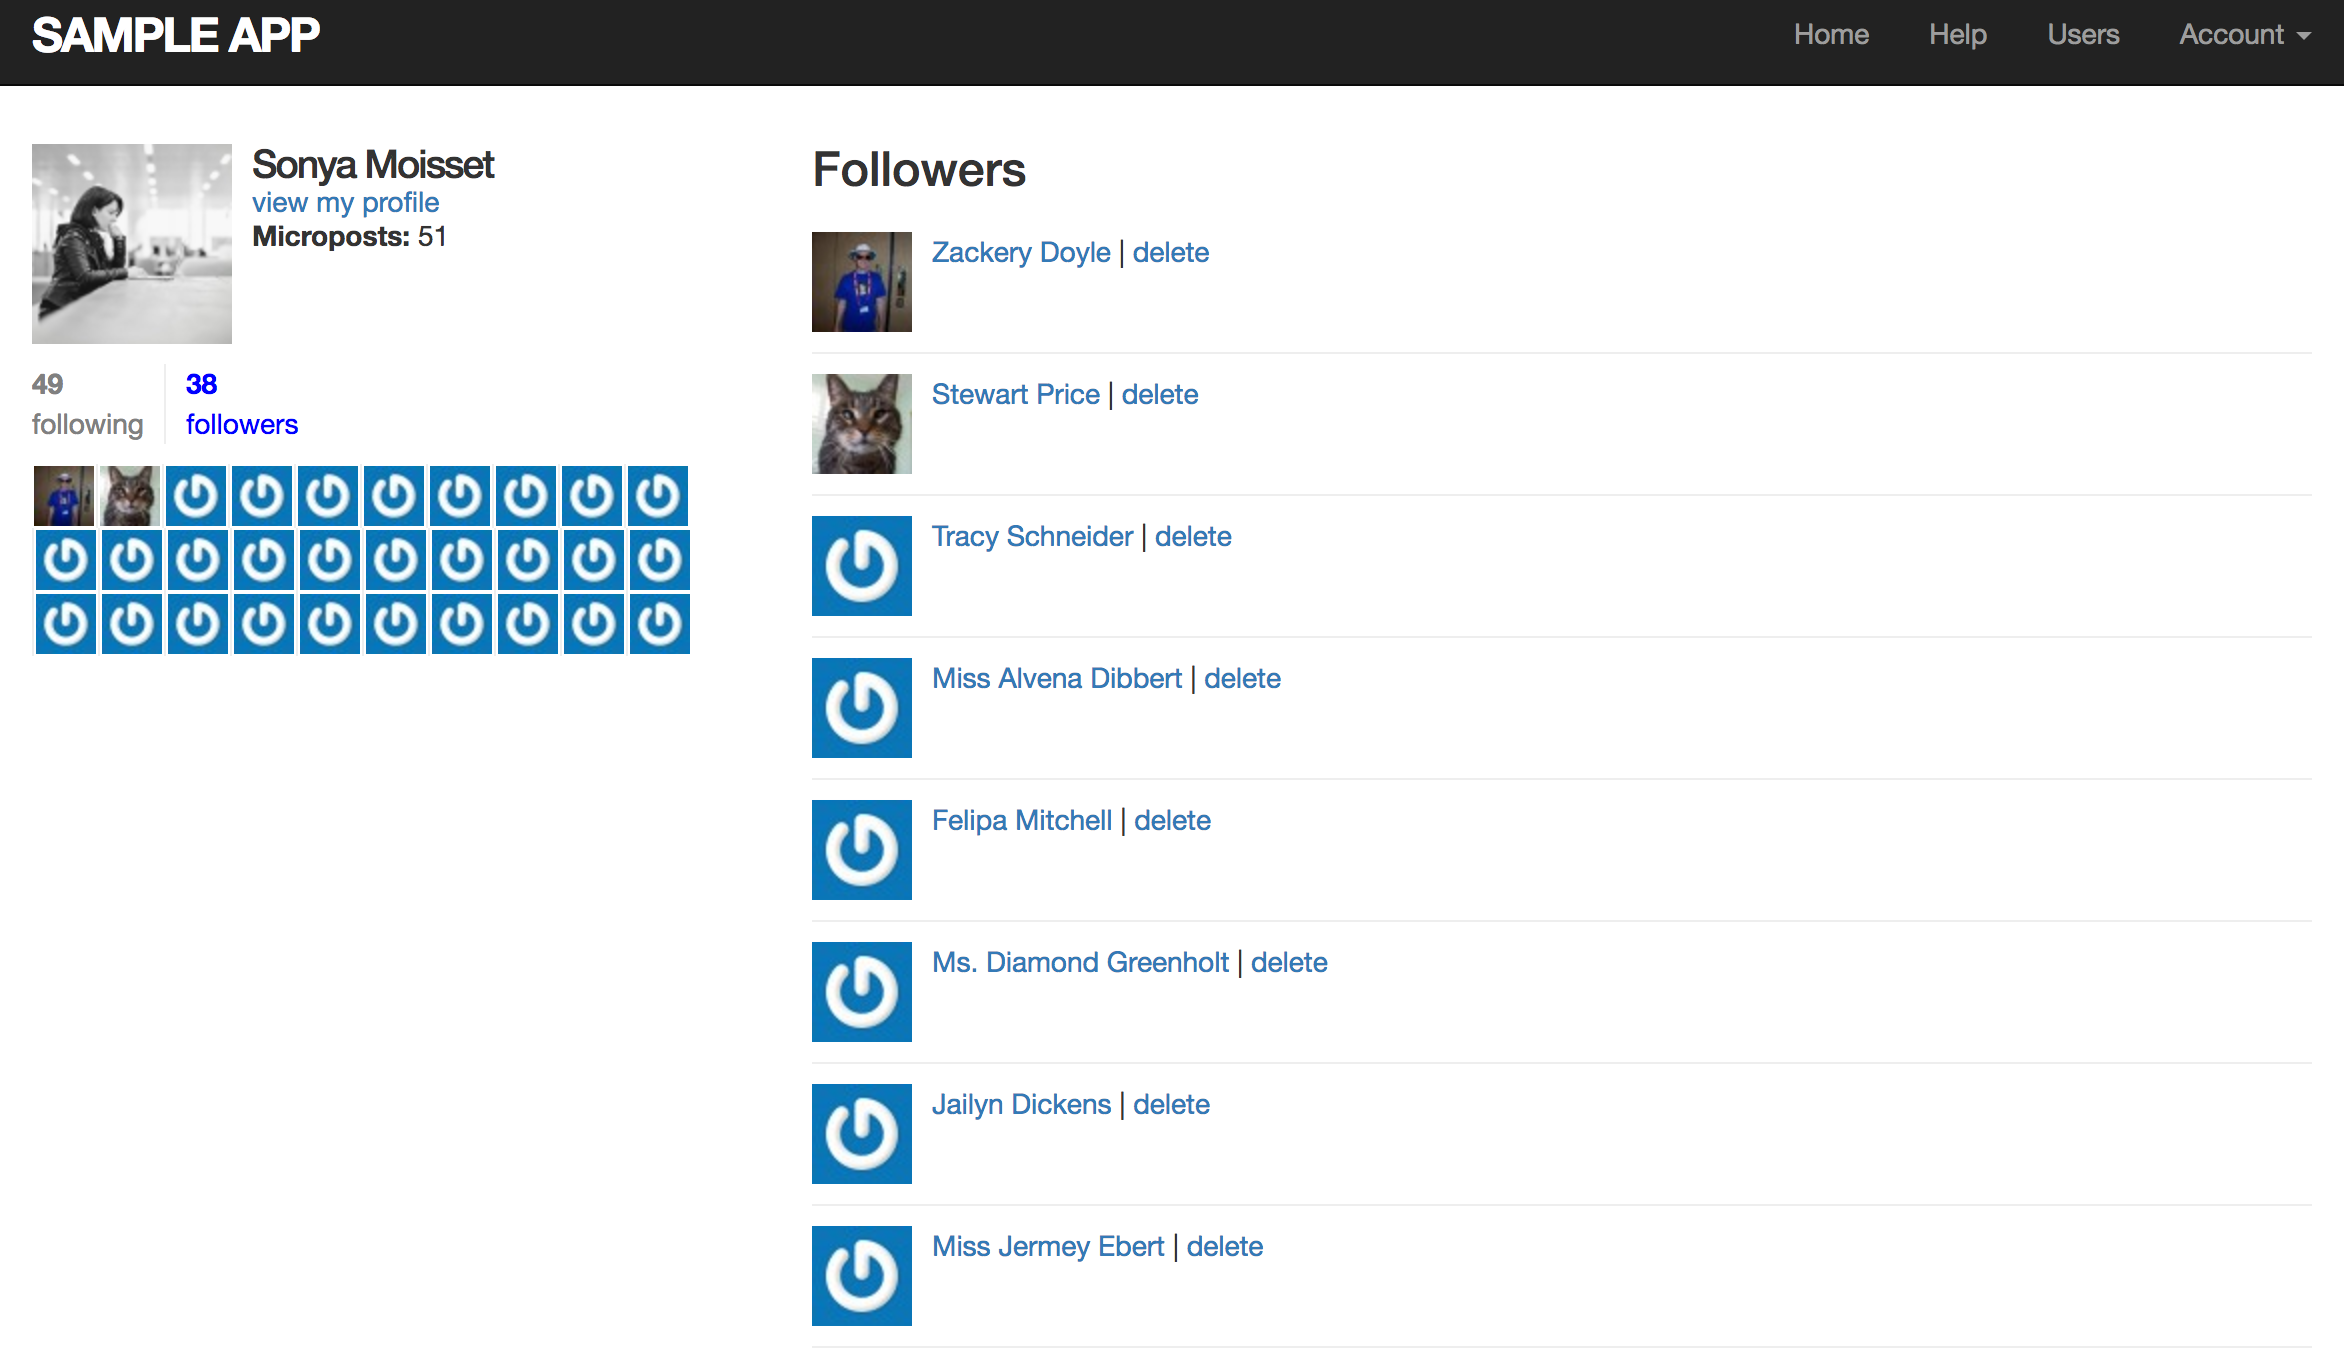 SAMPLE APP
Home Help Users Account
Sonya Moisset
view my profile
Microposts: 51
49 following
38 followers
Followers
Zackery Doyle | delete
Stewart Price | delete
Tracy Schneider | delete
Miss Alvena Dibbert | delete
Felipa Mitchell | delete
Ms. Diamond Greenholt | delete
Jailyn Dickens | delete
Miss Jermey Ebert | delete